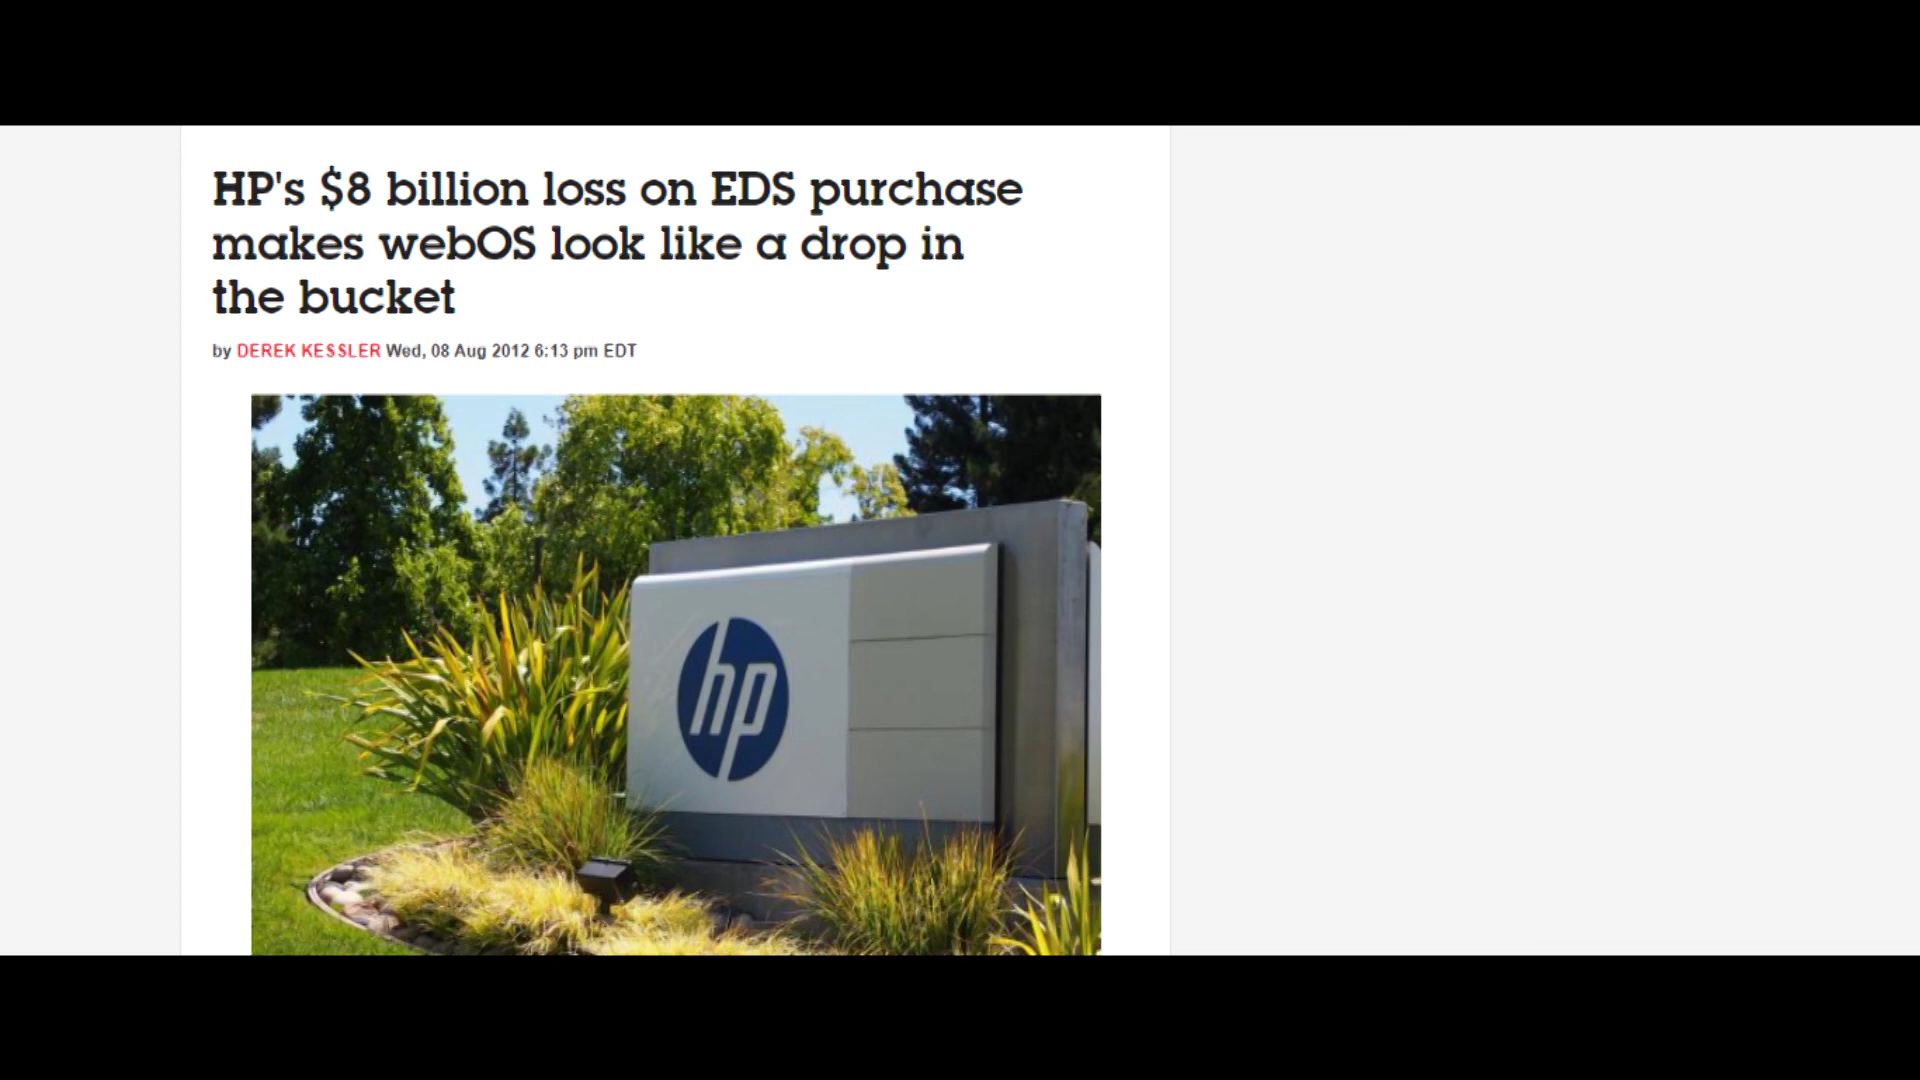 HP's $8 billion loss on EDS purchase
makes webOS look like a drop in
the bucket
by DEREK KESSLER Wed, 08 Aug 2012 6:13 pm EDT
hp